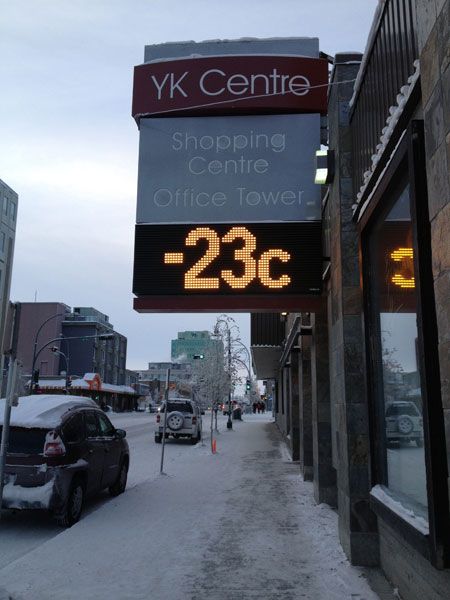 YK Centre
Shopping
Centre
Office Tower
-23c